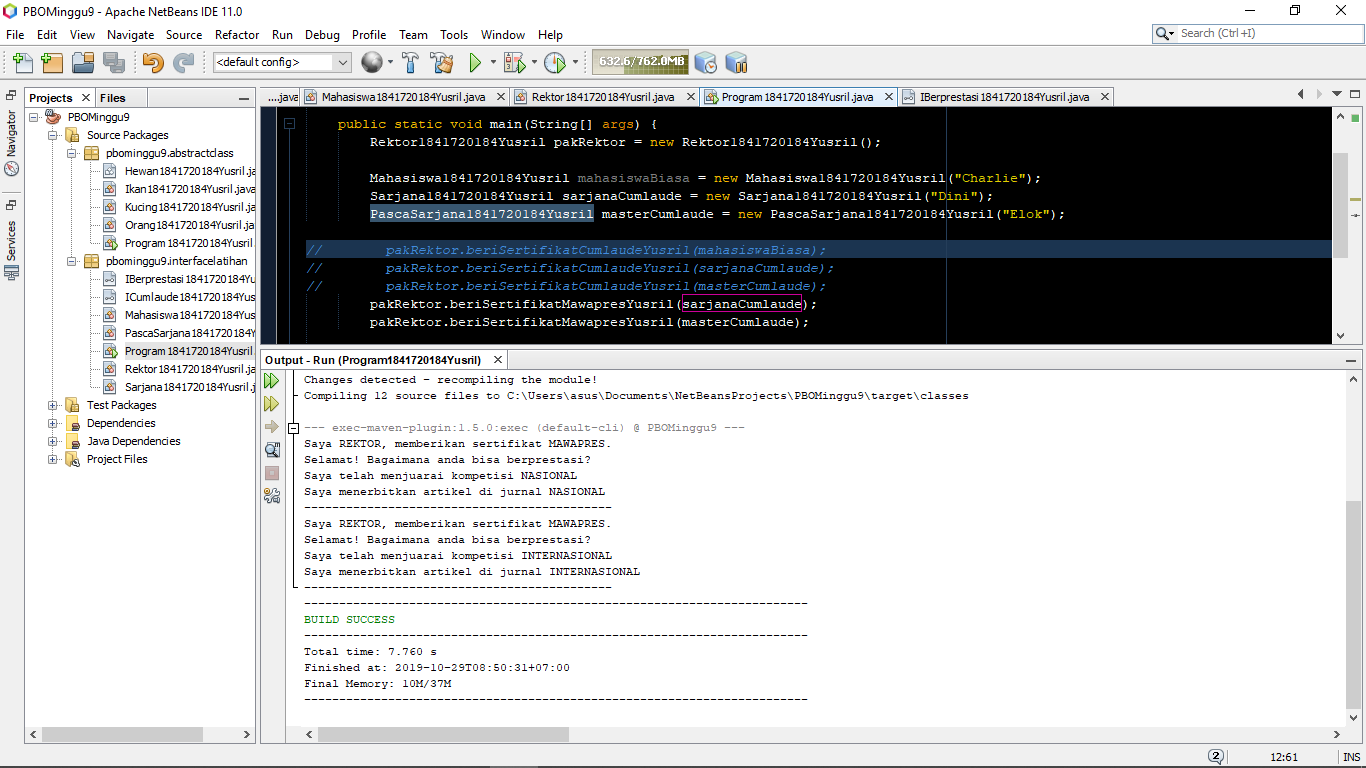 PBOMinggu9 - Apache NetBeans IDE 11.0
File Edit View Navigate Source Refactor Run Debug Profile Team Tools Window Help
Search (Ctrl+I)
<default config>
632.6/762.0MB
Projects Files
....java Mahasiswa1841720184Yusril.java Rektor1841720184Yusril.java Program1841720184Yusril.java IBerprestasi1841720184Yusril.java
Navigator
Services
PBOMinggu9
Source Packages
pbominggu9.abstractclass
Hewan1841720184Yusril.ja
Ikan1841720184Yusril.java
Kucing1841720184Yusril.ja
Orang1841720184Yusril.ja
Program1841720184Yusril.
pbominggu9.interfacelatihan
IBerprestasi1841720184Yu
ICumlaude1841720184Yus
Mahasiswa1841720184Yus
PascaSarjana1841720184Y
Program1841720184Yusril.
Rektor1841720184Yusril.ja
Sarjana1841720184Yusril.j
Test Packages
Dependencies
Java Dependencies
Project Files
public static void main(String[] args) {
Rektor1841720184Yusril pakRektor = new Rektor1841720184Yusril();
Mahasiswa1841720184Yusril mahasiswaBiasa = new Mahasiswa1841720184Yusril("Charlie");
Sarjana1841720184Yusril sarjanaCumlaude = new Sarjana1841720184Yusril("Dini");
PascaSarjana1841720184Yusril masterCumlaude = new PascaSarjana1841720184Yusril("Elok");
// pakRektor.beriSertifikatCumlaudeYusril(mahasiswaBiasa);
// pakRektor.beriSertifikatCumlaudeYusril(sarjanaCumlaude);
// pakRektor.beriSertifikatCumlaudeYusril(masterCumlaude);
pakRektor.beriSertifikatMawapresYusril(sarjanaCumlaude);
pakRektor.beriSertifikatMawapresYusril(masterCumlaude);
Output - Run (Program1841720184Yusril)
Changes detected - recompiling the module!
Compiling 12 source files to C:\Users\asus\Documents\NetBeansProjects\PBOMinggu9\target\classes
--- exec-maven-plugin:1.5.0:exec (default-cli) @ PBOMinggu9 ---
Saya REKTOR, memberikan sertifikat MAWAPRES.
Selamat! Bagaimana anda bisa berprestasi?
Saya telah menjuarai kompetisi NASIONAL
Saya menerbitkan artikel di jurnal NASIONAL
--------------------------------------------
Saya REKTOR, memberikan sertifikat MAWAPRES.
Selamat! Bagaimana anda bisa berprestasi?
Saya telah menjuarai kompetisi INTERNASIONAL
Saya menerbitkan artikel di jurnal INTERNASIONAL
--------------------------------------------
------------------------------------------------------------------------
BUILD SUCCESS
------------------------------------------------------------------------
Total time: 7.760 s
Finished at: 2019-10-29T08:50:31+07:00
Final Memory: 10M/37M
------------------------------------------------------------------------
2 12:61 INS